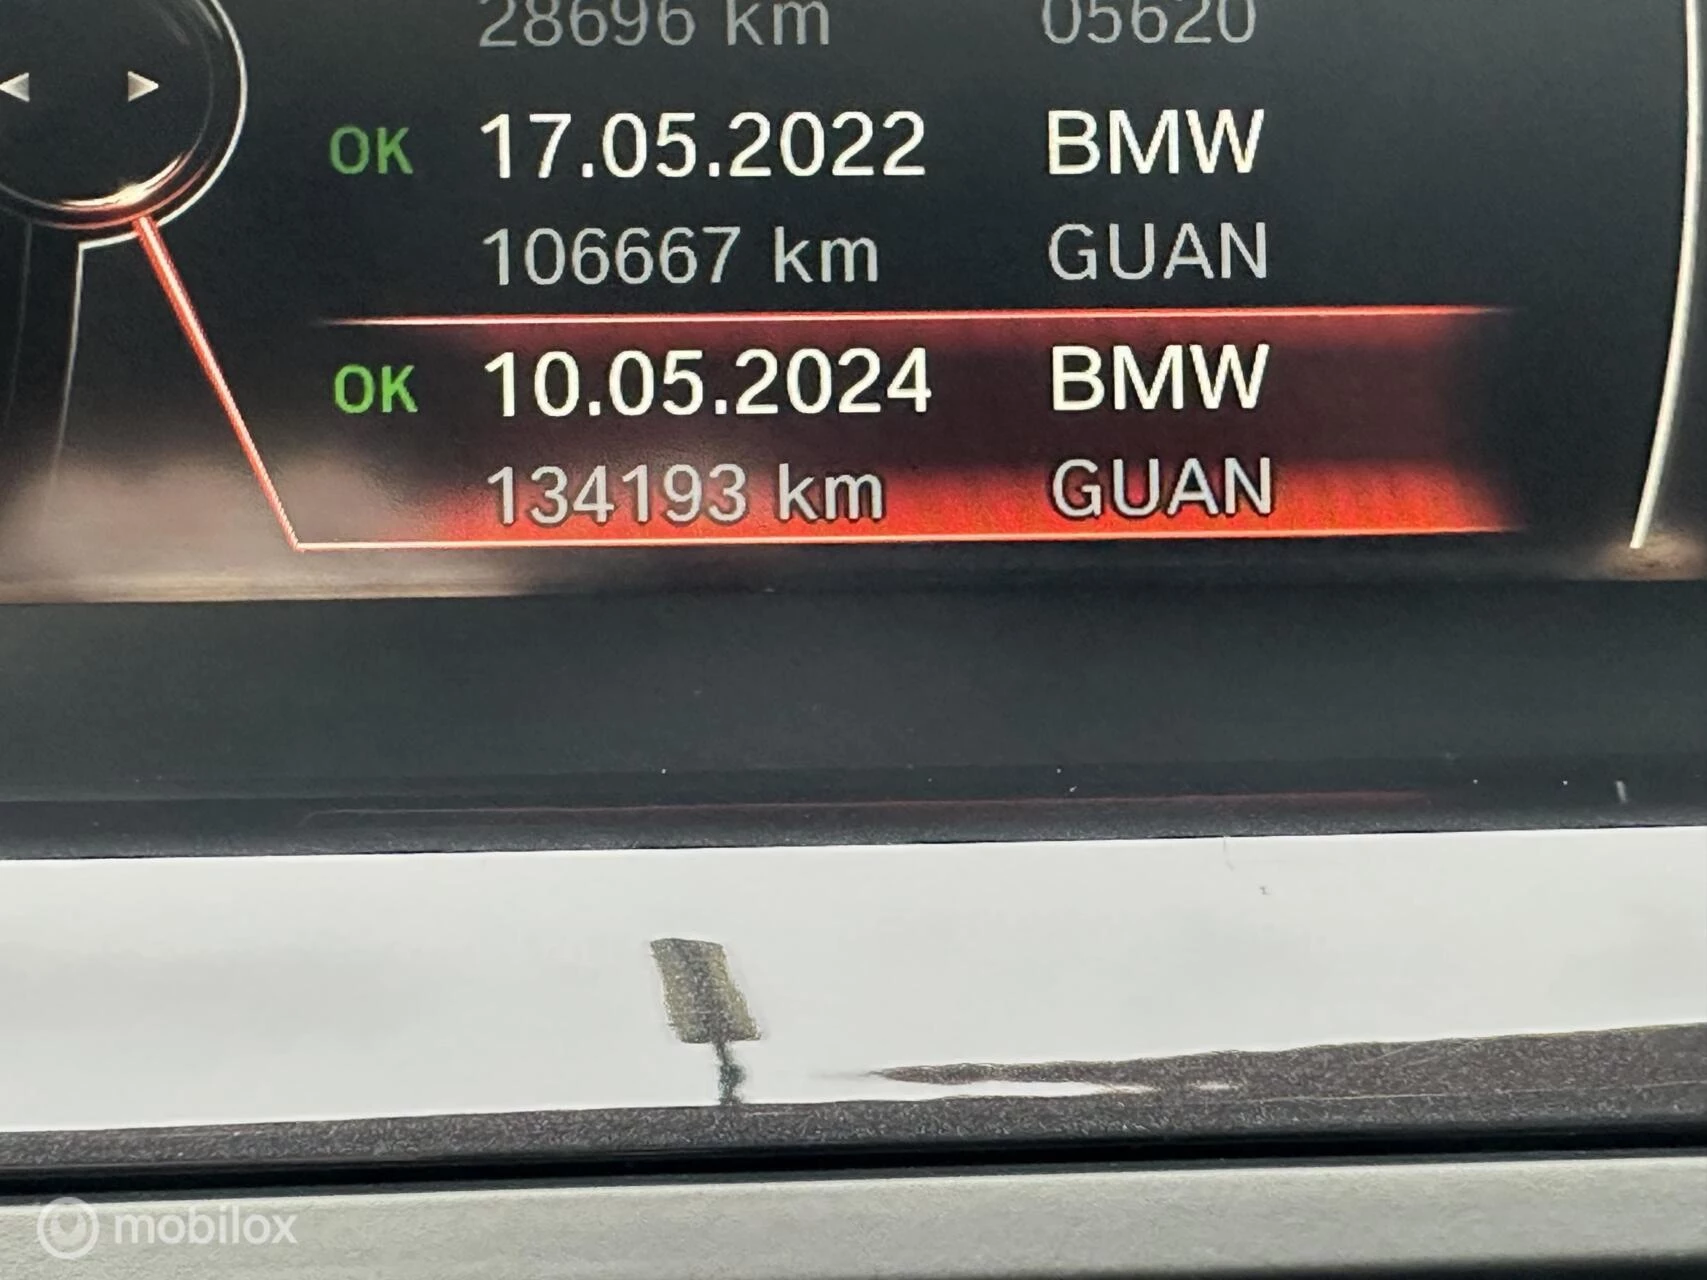 28696 km 05620
OK 17.05.2022 BMW
106667 km GUAN
OK 10.05.2024 BMW
134193 km GUAN
mobilox